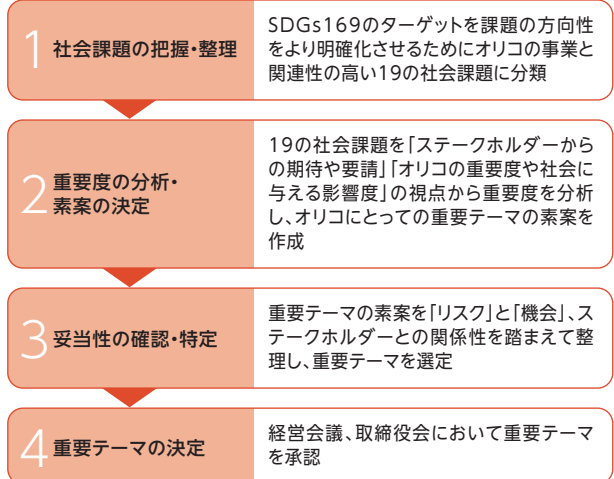 1 社会課題の把握・整理
SDGs169のターゲットを課題の方向性
をより明確化させるためにオリコの事業と
関連性の高い19の社会課題に分類
2 重要度の分析・
素案の決定
19の社会課題を「ステークホルダーから
の期待や要請」「オリコの重要度や社会に
与える影響度」の視点から重要度を分析
し、オリコにとっての重要テーマの素案を
作成
3 妥当性の確認・特定
重要テーマの素案を「リスク」と「機会」、ス
テークホルダーとの関係性を踏まえて整
理し、重要テーマを選定
4 重要テーマの決定
経営会議、取締役会において重要テーマ
を承認